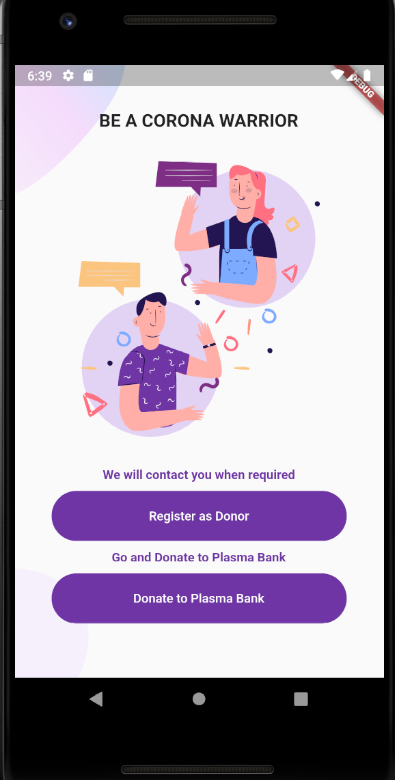 6:39
DEBUG
BE A CORONA WARRIOR
We will contact you when required
Register as Donor
Go and Donate to Plasma Bank
Donate to Plasma Bank